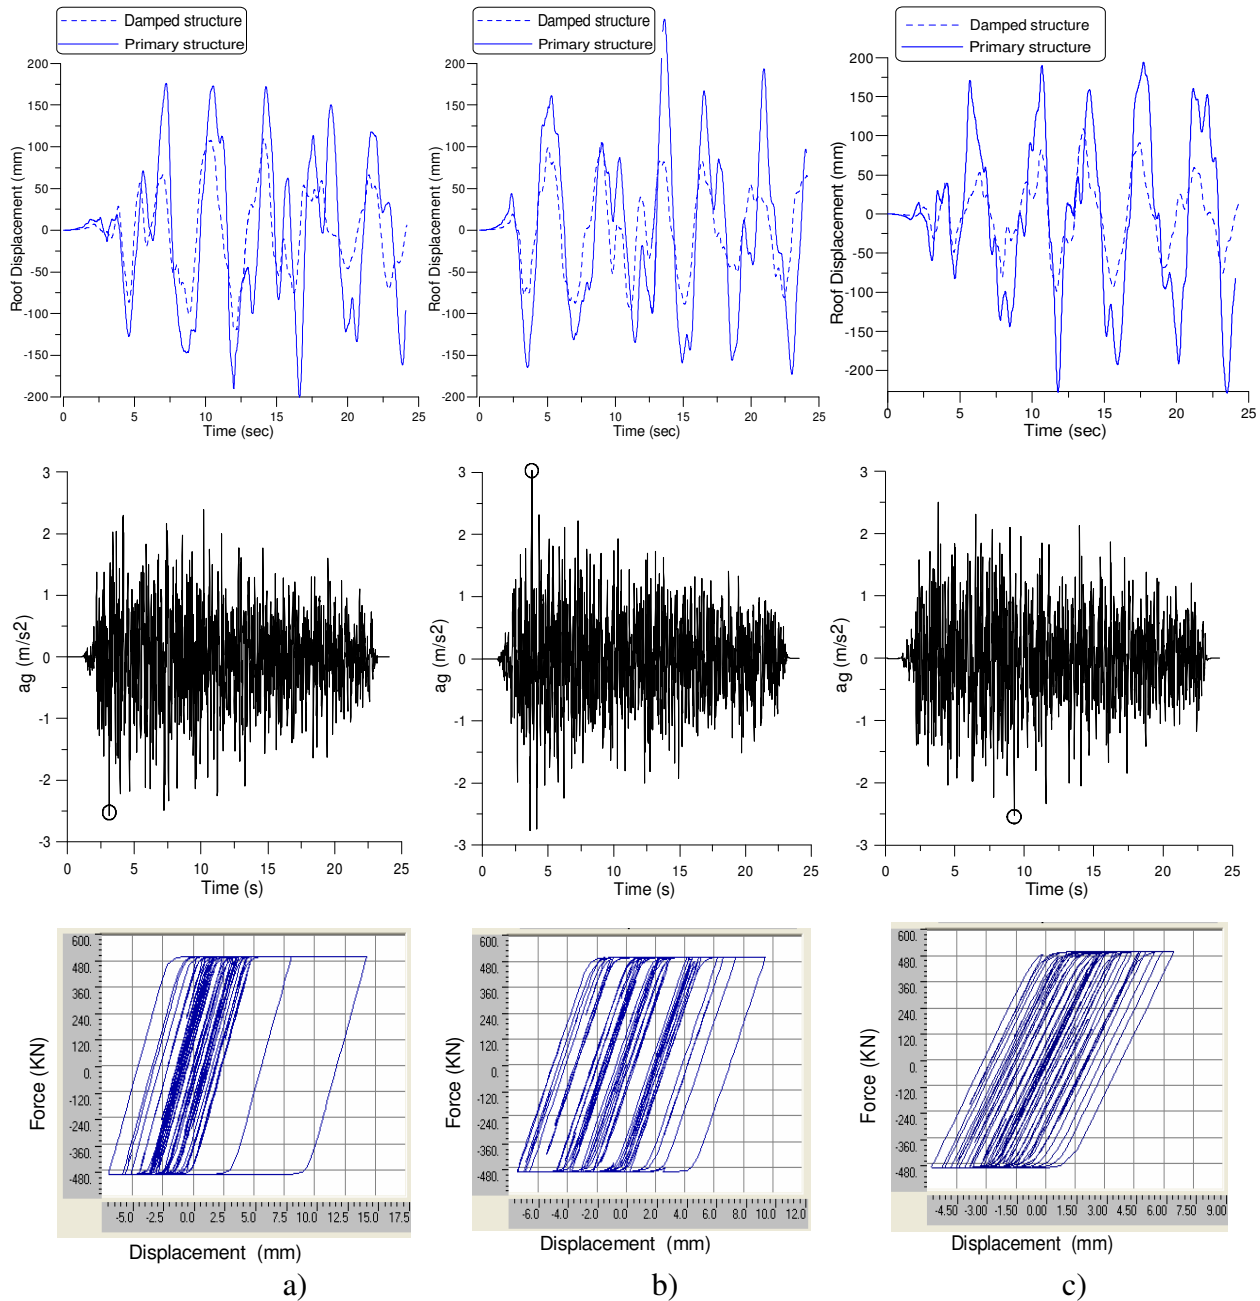 Damped structure
Primary structure
Damped structure
Primary structure
Damped structure
Primary structure
Roof Displacement (mm)
200
150
100
50
0
-50
-100
-150
-200
0 5 10 15 20 25
Time (sec)
Roof Displacement (mm)
200
150
100
50
0
-50
-100
-150
-200
0 5 10 15 20 25
Time (sec)
Roof Displacement (mm)
200
150
100
50
0
-50
-100
-150
-200
0 5 10 15 20 25
Time (sec)
ag (m/s2)
3
2
1
0
-1
-2
-3
0 5 10 15 20 25
Time (s)
ag (m/s2)
3
2
1
0
-1
-2
-3
0 5 10 15 20 25
Time (s)
ag (m/s2)
3
2
1
0
-1
-2
-3
0 5 10 15 20 25
Time (s)
Force (KN)
600.
480.
360.
240.
120.
0.
-120.
-240.
-360.
-480.
-5.0 -2.5 0.0 2.5 5.0 7.5 10.0 12.5 15.0 17.5
Displacement (mm)
Force (KN)
600.
480.
360.
240.
120.
0.
-120.
-240.
-360.
-480.
-6.0 -4.0 -2.0 0.0 2.0 4.0 6.0 8.0 10.0 12.0
Displacement (mm)
Force (KN)
600.
480.
360.
240.
120.
0.
-120.
-240.
-360.
-480.
-4.50 -3.00 -1.50 0.00 1.50 3.00 4.50 6.00 7.50 9.00
Displacement (mm)
a) b) c)